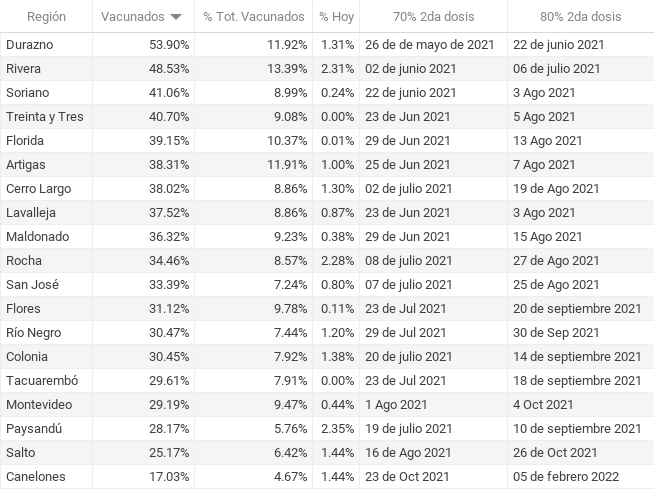 Región Vacunados % Tot. Vacunados % Hoy 70% 2da dosis 80% 2da dosis
Durazno 53.90% 11.92% 1.31% 26 de de mayo de 2021 22 de junio 2021
Rivera 48.53% 13.39% 2.31% 02 de junio 2021 06 de julio 2021
Soriano 41.06% 8.99% 0.24% 22 de junio 2021 3 Ago 2021
Treinta y Tres 40.70% 9.08% 0.00% 23 de Jun 2021 5 Ago 2021
Florida 39.15% 10.37% 0.01% 29 de Jun 2021 13 Ago 2021
Artigas 38.31% 11.91% 1.00% 25 de Jun 2021 7 Ago 2021
Cerro Largo 38.02% 8.86% 1.30% 02 de julio 2021 19 de Ago 2021
Lavalleja 37.52% 8.86% 0.87% 23 de Jun 2021 3 Ago 2021
Maldonado 36.32% 9.23% 0.38% 29 de Jun 2021 15 Ago 2021
Rocha 34.46% 8.57% 2.28% 08 de julio 2021 27 de Ago 2021
San José 33.39% 7.24% 0.80% 07 de julio 2021 25 de Ago 2021
Flores 31.12% 9.78% 0.11% 23 de Jul 2021 20 de septiembre 2021
Río Negro 30.47% 7.44% 1.20% 29 de Jul 2021 30 de Sep 2021
Colonia 30.45% 7.92% 1.38% 20 de julio 2021 14 de septiembre 2021
Tacuarembó 29.61% 7.91% 0.00% 23 de Jul 2021 18 de septiembre 2021
Montevideo 29.19% 9.47% 0.44% 1 Ago 2021 4 Oct 2021
Paysandú 28.17% 5.76% 2.35% 19 de julio 2021 10 de septiembre 2021
Salto 25.17% 6.42% 1.44% 16 de Ago 2021 26 de Oct 2021
Canelones 17.03% 4.67% 1.44% 23 de Oct 2021 05 de febrero 2022